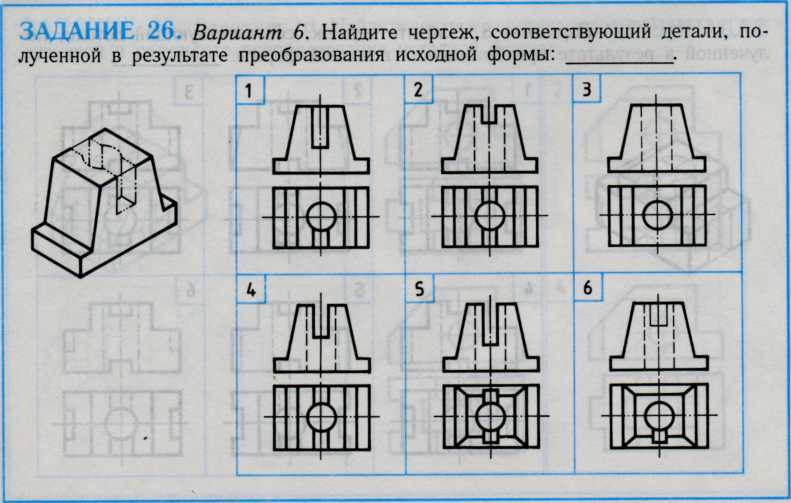 ЗАДАНИЕ 26. Вариант 6. Найдите чертеж, соответствующий детали, по-
лученной в результате преобразования исходной формы: __________.
1 2 3
4 5 6